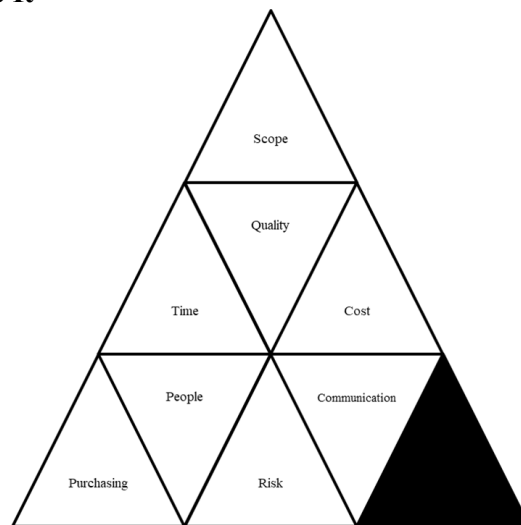 Scope
Quality
Time
Cost
People
Communication
Purchasing
Risk